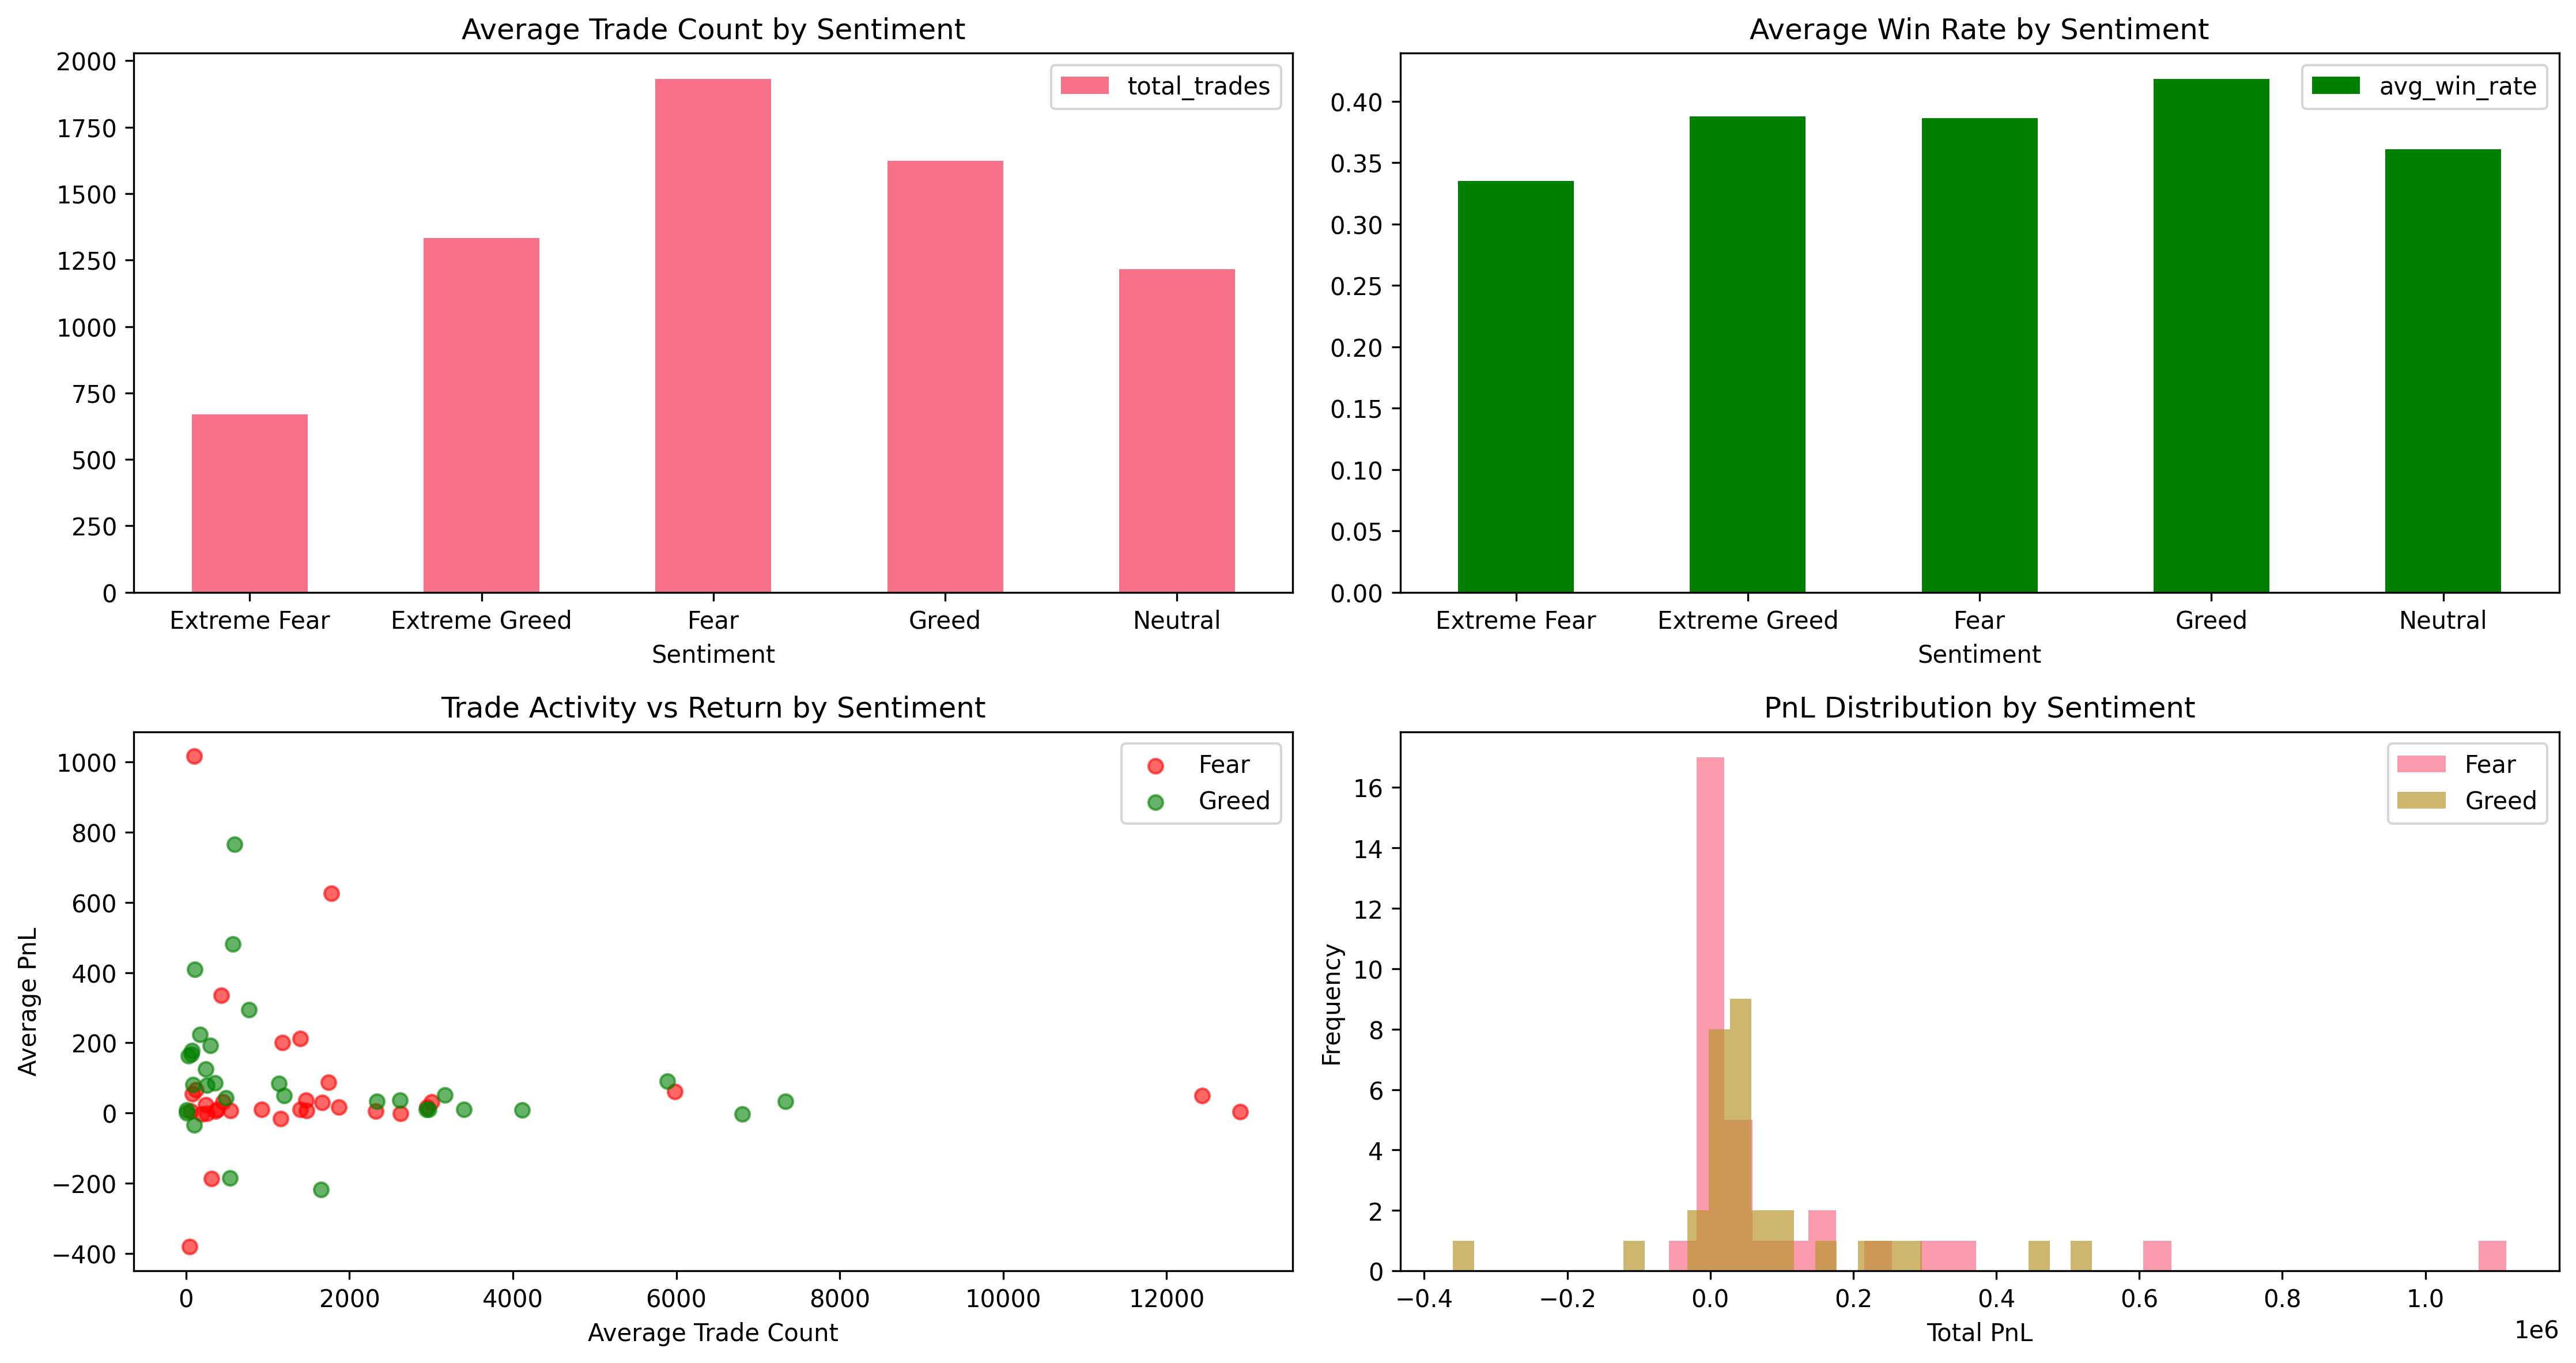 Average Trade Count by Sentiment
2000
1750
1500
1250
1000
750
500
250
0
total_trades
Extreme Fear Extreme Greed Fear Greed Neutral
Sentiment
Average Win Rate by Sentiment
0.40
0.35
0.30
0.25
0.20
0.15
0.10
0.05
0.00
avg_win_rate
Extreme Fear Extreme Greed Fear Greed Neutral
Sentiment
Trade Activity vs Return by Sentiment
Average PnL
1000
800
600
400
200
0
−200
−400
Fear
Greed
0 2000 4000 6000 8000 10000 12000
Average Trade Count
PnL Distribution by Sentiment
Frequency
16
14
12
10
8
6
4
2
0
Fear
Greed
−0.4 −0.2 0.0 0.2 0.4 0.6 0.8 1.0
1e6
Total PnL